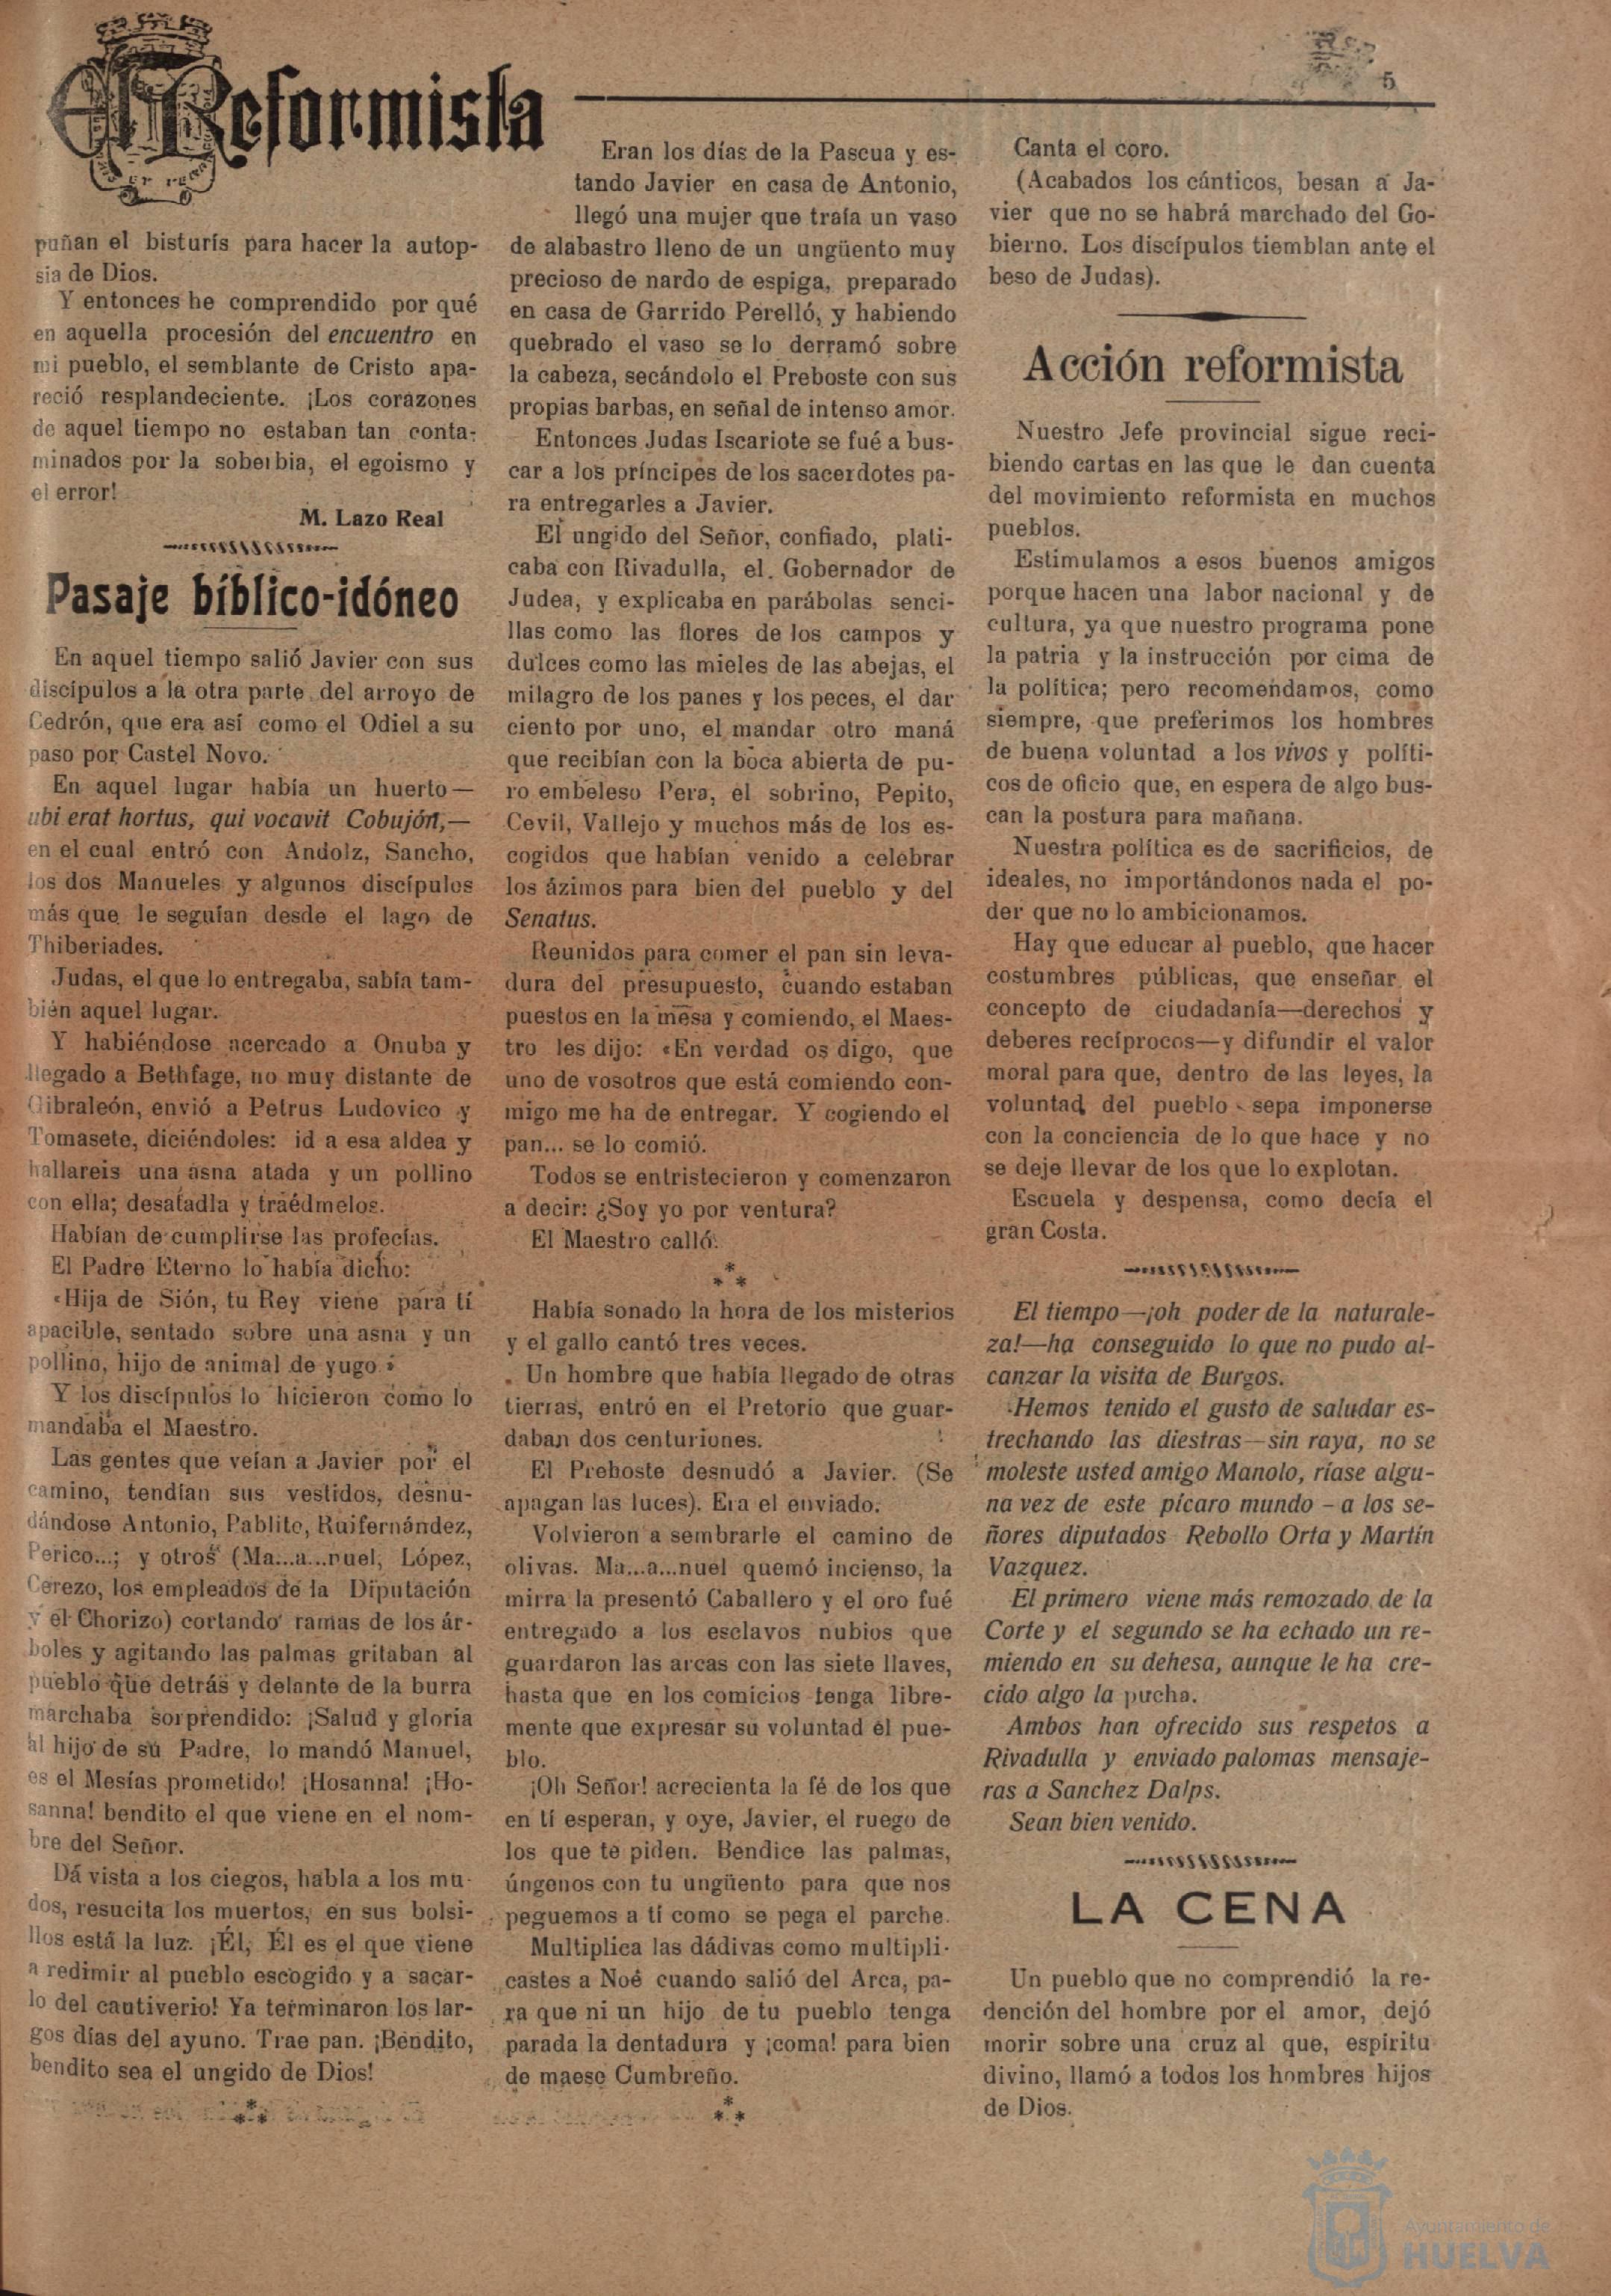 El Reformista
5
puñan el bisturís para hacer la autop-
sia de Dios.
Y entonces he comprendido por qué
en aquella procesión del encuentro en
mi pueblo, el semblante de Cristo apa-
reció resplandeciente. ¡Los corazones
de aquel tiempo no estaban tan conta-
minados por la soberbia, el egoismo y
el error!
M. Lazo Real
Pasaje bíblico-idóneo
En aquel tiempo salió Javier con sus
discípulos a la otra parte del arroyo de
Cedrón, que era así como el Odiel a su
paso por Castel Novo.
En aquel lugar había un huerto—
ubi erat hortus, qui vocavit Cobujón,—
en el cual entró con Andolz, Sancho,
los dos Manueles y algunos discípulos
más que le seguían desde el lago de
Thiberiades.
Judas, el que lo entregaba, sabía tam-
bién aquel lugar.
Y habiéndose acercado a Onuba y
llegado a Bethfage, no muy distante de
Gibraleón, envió a Petrus Ludovico y
Tomasete, diciéndoles: id a esa aldea y
hallareis una asna atada y un pollino
con ella; desatadla y traédmelos.
Habían de cumplirse las profecías.
El Padre Eterno lo había dicho:
«Hija de Sión, tu Rey viene para tí
apacible, sentado sobre una asna y un
pollino, hijo de animal de yugo.»
Y los discípulos lo hicieron como lo
mandaba el Maestro.
Las gentes que veían a Javier por el
camino, tendían sus vestidos, desnu-
dándose Antonio, Pablito, Ruifernández,
Perico...; y otros (Ma...a...nuel, López,
Cerezo, los empleados de la Diputación
y el Chorizo) cortando ramas de los ár-
boles y agitando las palmas gritaban al
pueblo que detrás y delante de la burra
marchaba sorprendido: ¡Salud y gloria
al hijo de su Padre, lo mandó Manuel,
es el Mesías prometido! ¡Hosanna! ¡Ho-
sanna! bendito el que viene en el nom-
bre del Señor.
Dá vista a los ciegos, habla a los mu-
dos, resucita los muertos, en sus bolsi-
llos está la luz. ¡Él, Él es el que viene
a redimir al pueblo escogido y a sacar-
lo del cautiverio! Ya terminaron los lar-
gos días del ayuno. Trae pan. ¡Bendito,
bendito sea el ungido de Dios!
* * *
Eran los días de la Pascua y es-
tando Javier en casa de Antonio,
llegó una mujer que traía un vaso
de alabastro lleno de un ungüento muy
precioso de nardo de espiga, preparado
en casa de Garrido Perelló, y habiendo
quebrado el vaso se lo derramó sobre
la cabeza, secándolo el Preboste con sus
propias barbas, en señal de intenso amor.
Entonces Judas Iscariote se fué a bus-
car a los príncipes de los sacerdotes pa-
ra entregarles a Javier.
El ungido del Señor, confiado, plati-
caba con Rivadulla, el. Gobernador de
Judea, y explicaba en parábolas senci-
llas como las flores de los campos y
dulces como las mieles de las abejas, el
milagro de los panes y los peces, el dar
ciento por uno, el mandar otro maná
que recibían con la boca abierta de pu-
ro embeleso Pera, el sobrino, Pepito,
Cevil, Vallejo y muchos más de los es-
cogidos que habían venido a celebrar
los ázimos para bien del pueblo y del
Senatus.
Reunidos para comer el pan sin leva-
dura del presupuesto, cuando estaban
puestos en la mesa y comiendo, el Maes-
tro les dijo: «En verdad os digo, que
uno de vosotros que está comiendo con-
migo me ha de entregar. Y cogiendo el
pan... se lo comió.
Todos se entristecieron y comenzaron
a decir: ¿Soy yo por ventura?
El Maestro calló.
* * *
Había sonado la hora de los misterios
y el gallo cantó tres veces.
Un hombre que había llegado de otras
tierras, entró en el Pretorio que guar-
daban dos centuriones.
El Preboste desnudó a Javier. (Se
apagan las luces). Era el enviado.
Volvieron a sembrarle el camino de
olivas. Ma...a...nuel quemó incienso, la
mirra la presentó Caballero y el oro fué
entregado a los esclavos nubios que
guardaron las arcas con las siete llaves,
hasta que en los comicios tenga libre-
mente que expresar su voluntad el pue-
blo.
¡Oh Señor! acrecienta la fé de los que
en tí esperan, y oye, Javier, el ruego de
los que te piden. Bendice las palmas,
úngenos con tu ungüento para que nos
peguemos a tí como se pega el parche.
Multiplica las dádivas como multipli-
castes a Noé cuando salió del Arca, pa-
ra que ni un hijo de tu pueblo tenga
parada la dentadura y ¡coma! para bien
de maese Cumbreño.
* * *
Canta el coro.
(Acabados los cánticos, besan a Ja-
vier que no se habrá marchado del Go-
bierno. Los discípulos tiemblan ante el
beso de Judas).
Acción reformista
Nuestro Jefe provincial sigue reci-
biendo cartas en las que le dan cuenta
del movimiento reformista en muchos
pueblos.
Estimulamos a esos buenos amigos
porque hacen una labor nacional y de
cultura, ya que nuestro programa pone
la patria y la instrucción por cima de
la política; pero recomendamos, como
siempre, que preferimos los hombres
de buena voluntad a los vivos y políti-
cos de oficio que, en espera de algo bus-
can la postura para mañana.
Nuestra política es de sacrificios, de
ideales, no importándonos nada el po-
der que no lo ambicionamos.
Hay que educar al pueblo, que hacer
costumbres públicas, que enseñar el
concepto de ciudadanía—derechos y
deberes recíprocos—y difundir el valor
moral para que, dentro de las leyes, la
voluntad del pueblo sepa imponerse
con la conciencia de lo que hace y no
se deje llevar de los que lo explotan.
Escuela y despensa, como decía el
gran Costa.
El tiempo—¡oh poder de la naturale-
za!—ha conseguido lo que no pudo al-
canzar la visita de Burgos.
Hemos tenido el gusto de saludar es-
trechando las diestras—sin raya, no se
moleste usted amigo Manolo, ríase algu-
na vez de este pícaro mundo – a los se-
ñores diputados Rebollo Orta y Martín
Vazquez.
El primero viene más remozado de la
Corte y el segundo se ha echado un re-
miendo en su dehesa, aunque le ha cre-
cido algo la pucha.
Ambos han ofrecido sus respetos a
Rivadulla y enviado palomas mensaje-
ras a Sanchez Dalps.
Sean bien venido.
LA CENA
Un pueblo que no comprendió la re-
dención del hombre por el amor, dejó
morir sobre una cruz al que, espíritu
divino, llamó a todos los hombres hijos
de Dios.
Ayuntamiento de
HUELVA